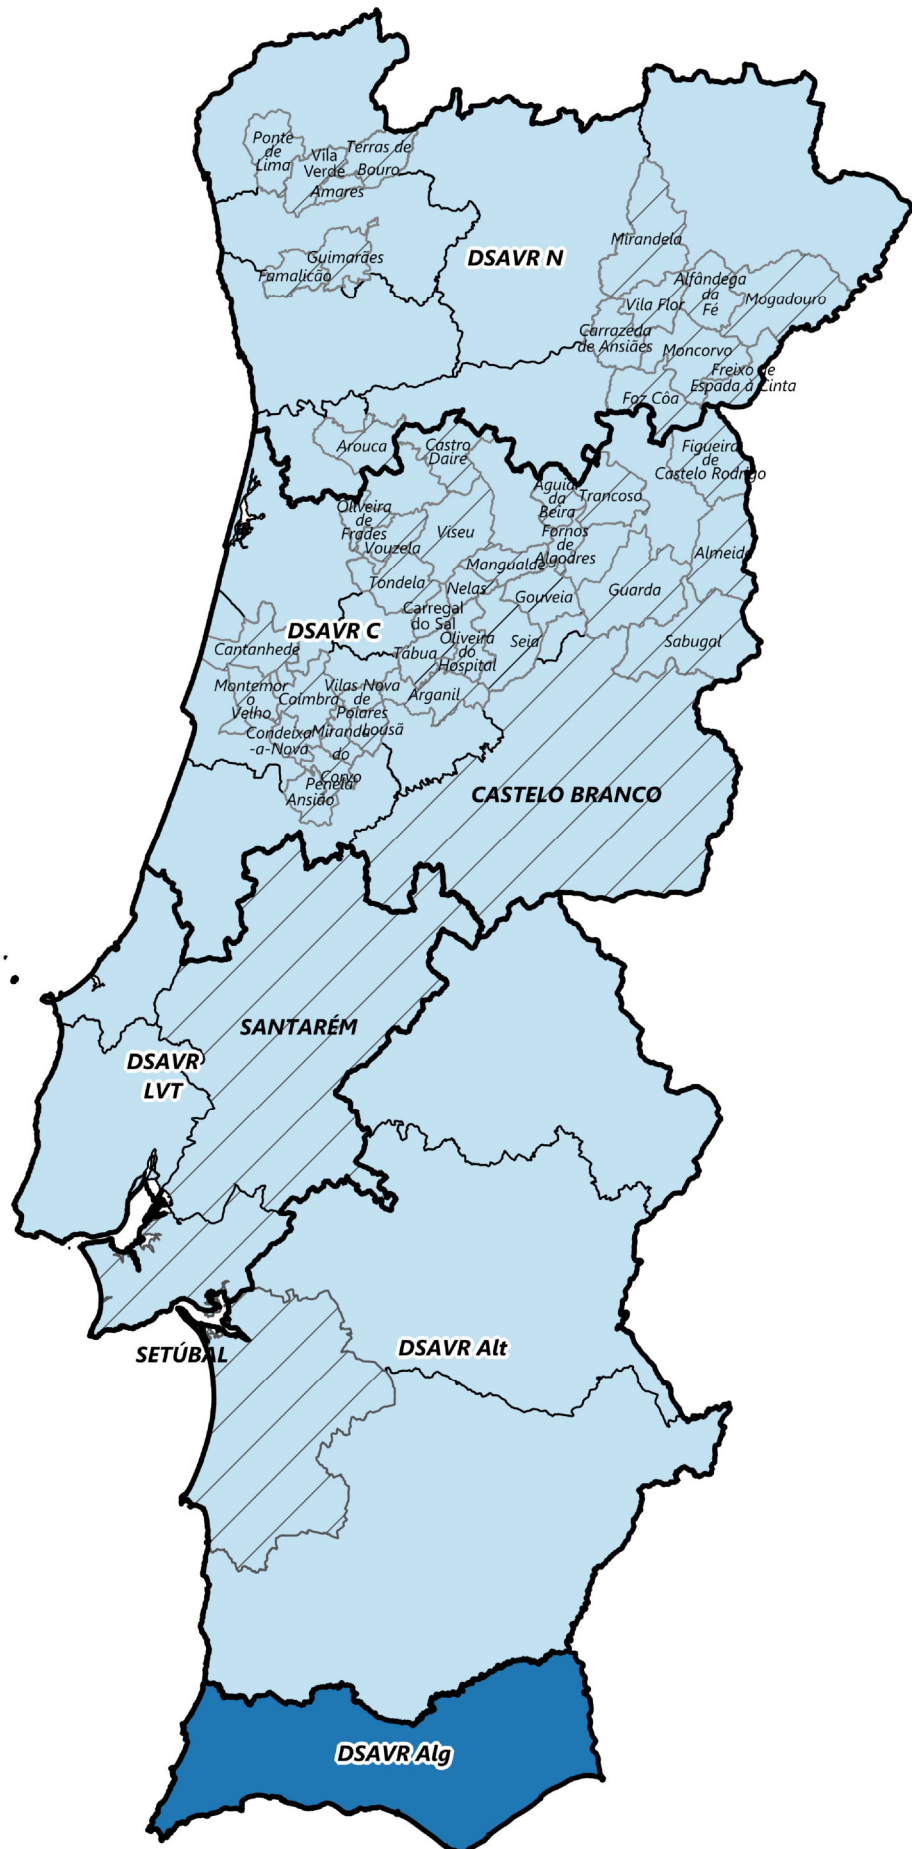 Ponte
de
Lima
Vila
Verde
Terras de
Bouro
Amares
Guimarães
Famalicão
DSAVR N
Mirandela
Alfândega
da
Fé
Mogadouro
Vila Flor
Carrazeda
de Ansiães
Moncorvo
Freixo de
Espada à Cinta
Foz Côa
Arouca
Castro
Daire
Figueira
de
Castelo Rodrigo
Aguiar
da
Beira
Trancoso
Oliveira
de
Frades
Viseu
Vouzela
Fornos
de
Algodres
Almeida
Mangualde
Tondela
Nelas
Gouveia
Guarda
Carregal
do Sal
DSAVR C
Cantanhede
Tábua
Oliveira
do
Hospital
Seia
Sabugal
Montemor
o
Velho
Coimbra
Vilas Nova
de
Poiares
Arganil
Condeixa
-a-Nova
Miranda
do
Corvo
Lousã
Penela
Ansião
CASTELO BRANCO
SANTARÉM
DSAVR
LVT
SETÚBAL
DSAVR Alt
DSAVR Alg